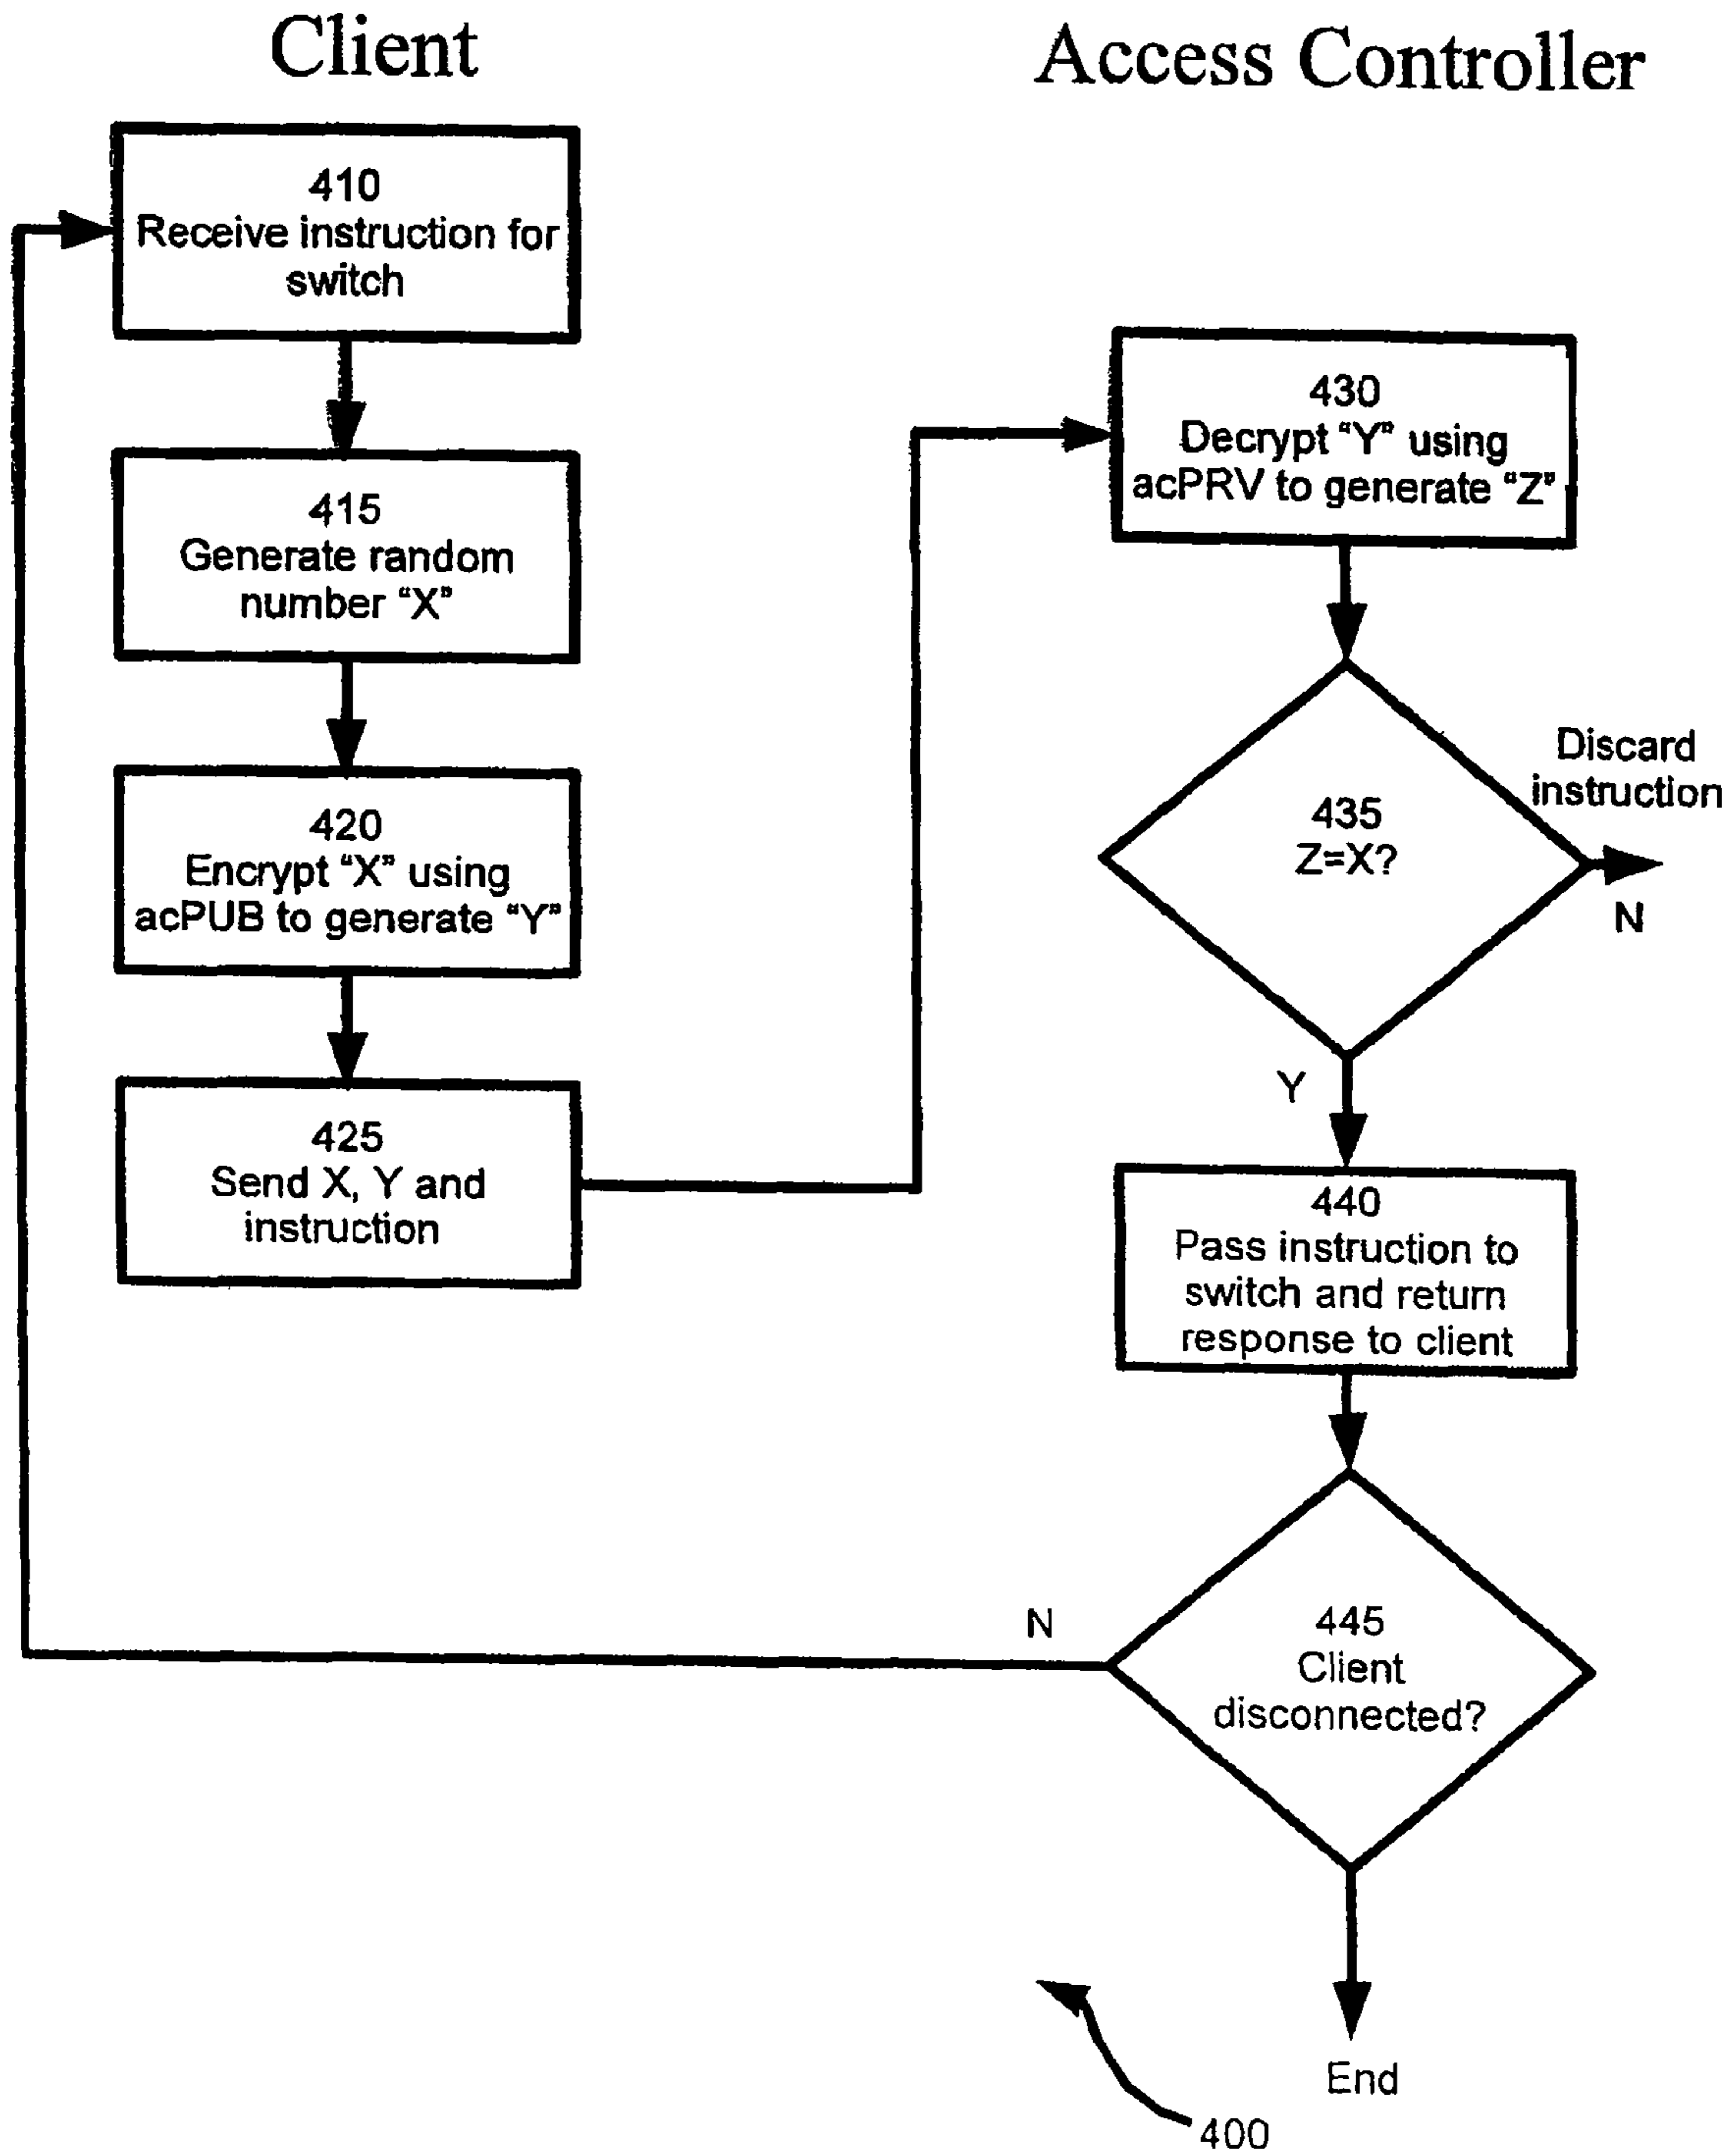 Client
Access Controller
410
Receive instruction for
switch
415
Generate random
number “X”
420
Encrypt “X” using
acPUB to generate “Y”
425
Send X, Y and
instruction
430
Decrypt “Y” using
acPRV to generate “Z”
435
Z=X?
Discard
instruction
N
Y
440
Pass instruction to
switch and return
response to client
445
Client
disconnected?
N
End
400